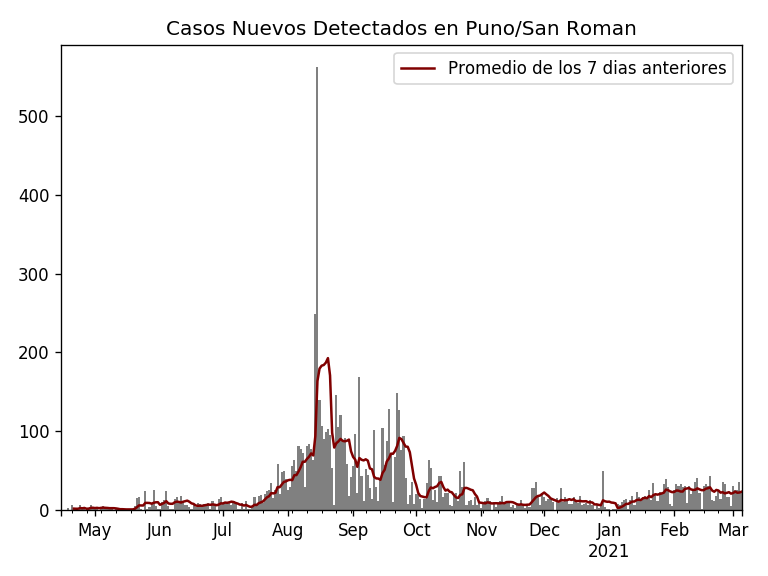 Casos Nuevos Detectados en Puno/San Roman
Promedio de los 7 dias anteriores
500
400
300
200
100
0
May Jun Jul Aug Sep Oct Nov Dec Jan Feb Mar
2021